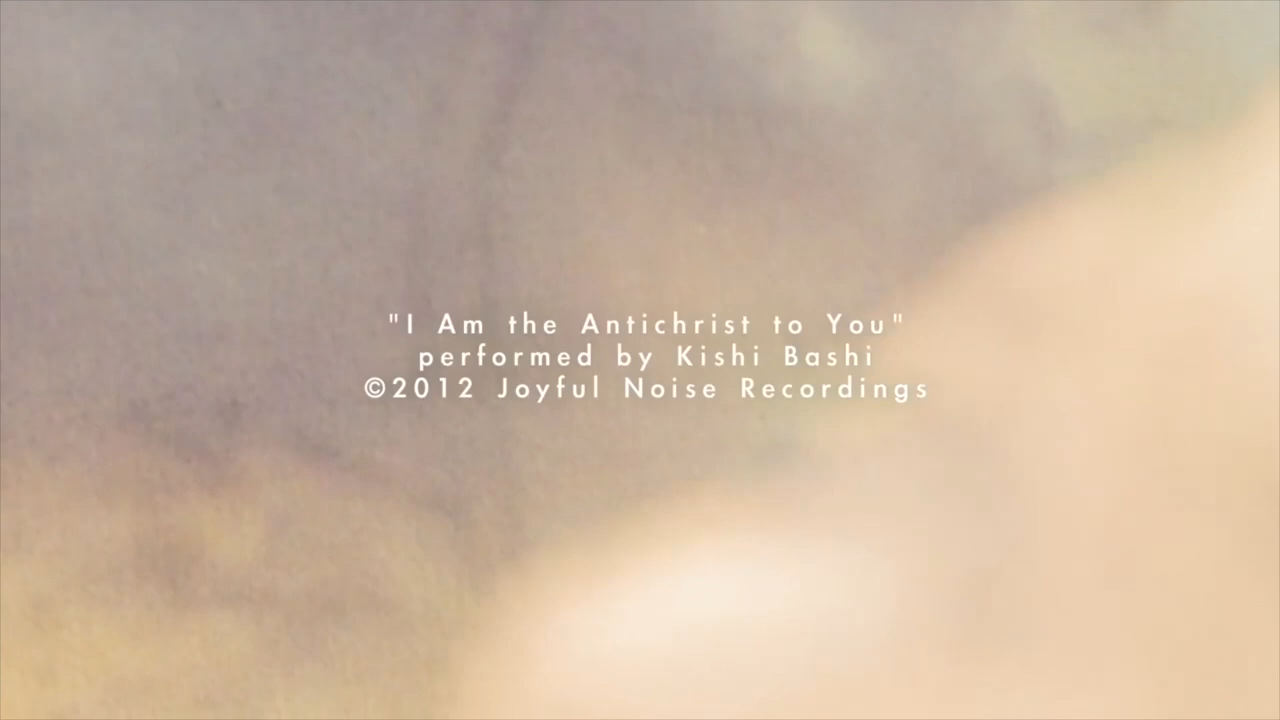 "I Am the Antichrist to You"
performed by Kishi Bashi
©2012 Joyful Noise Recordings